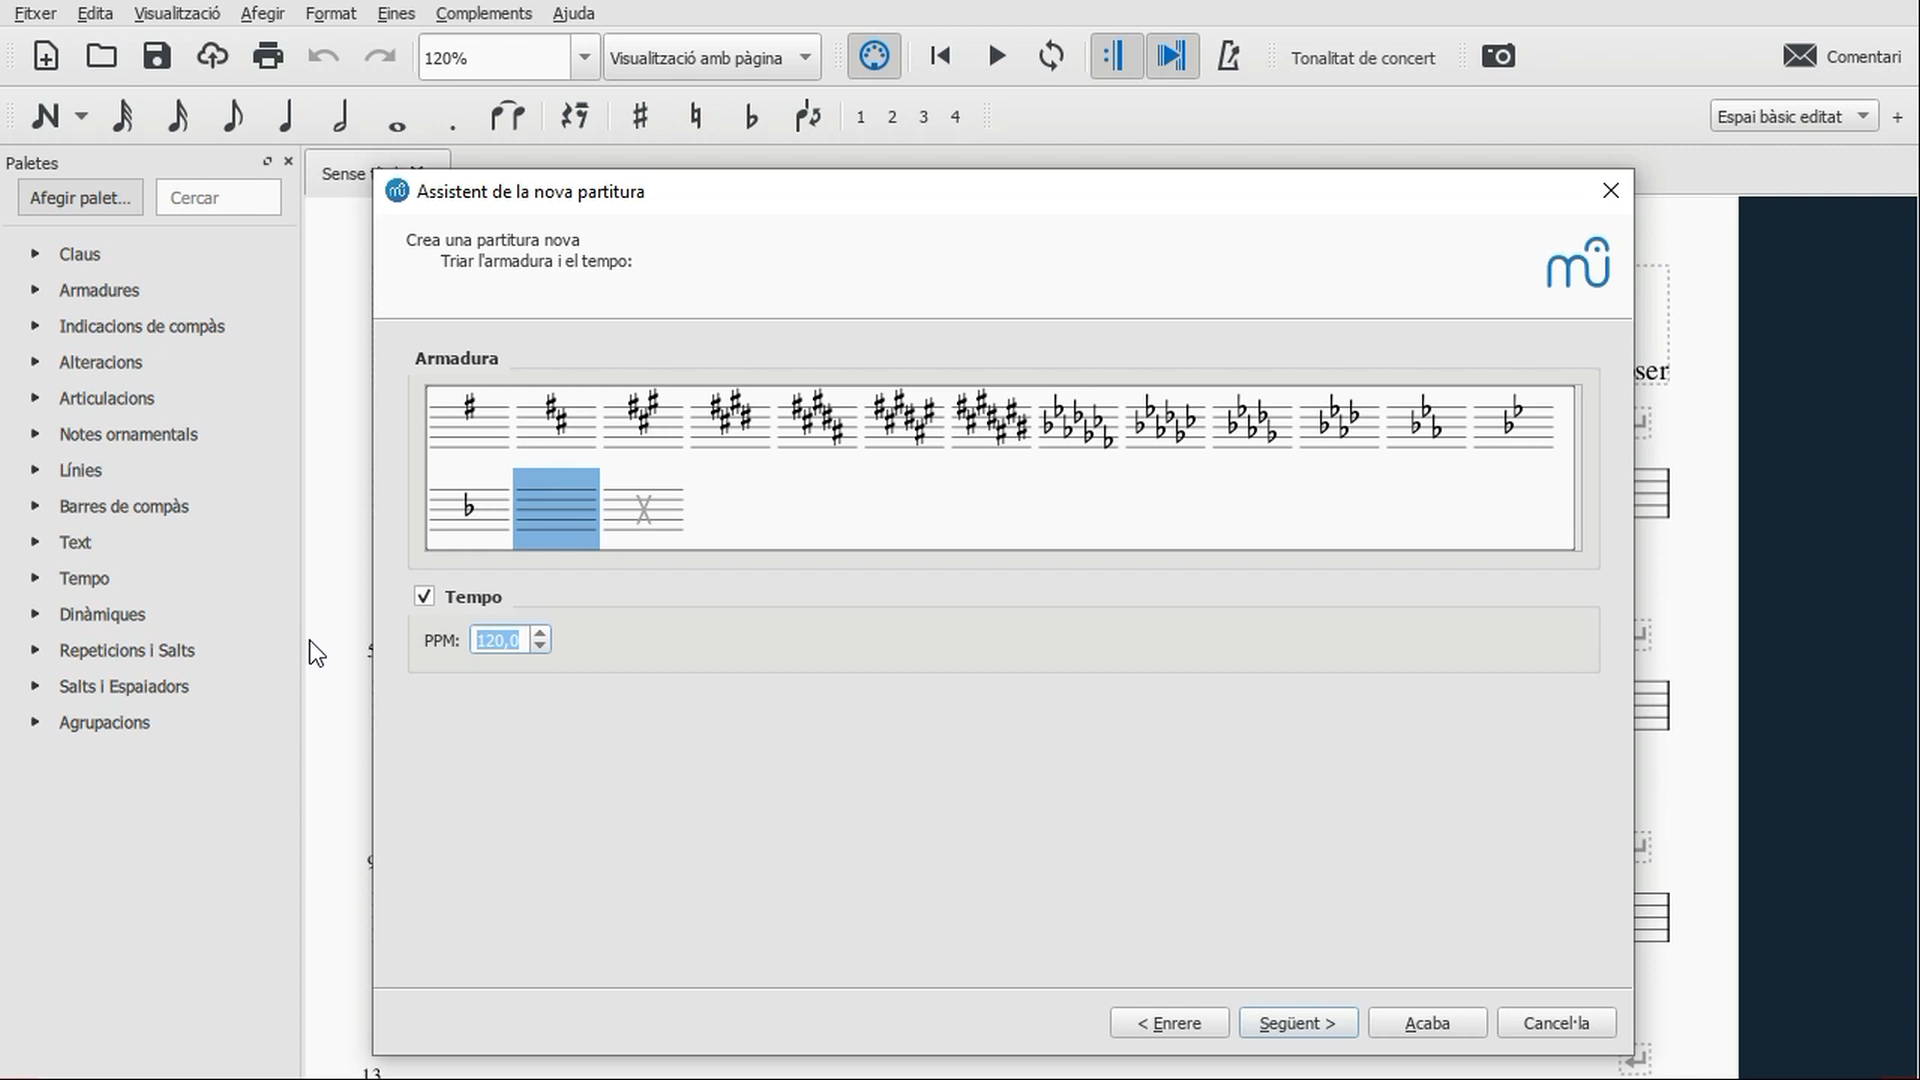 Fitxer Edita Visualització Afegir Format Eines Complements Ajuda
120% Visualització amb pàgina Tonalitat de concert Comentari
1 2 3 4 Espai bàsic editat +
Paletes
Afegir palet... Cercar
Claus
Armadures
Indicacions de compàs
Alteracions
Articulacions
Notes ornamentals
Línies
Barres de compàs
Text
Tempo
Dinàmiques
Repeticions i Salts
Salts i Espaiadors
Agrupacions
Sense
Assistent de la nova partitura
Crea una partitura nova
Triar l'armadura i el tempo:
ser
Armadura
Tempo
PPM: 120,0
< Enrere Següent > Acaba Cancel·la
13